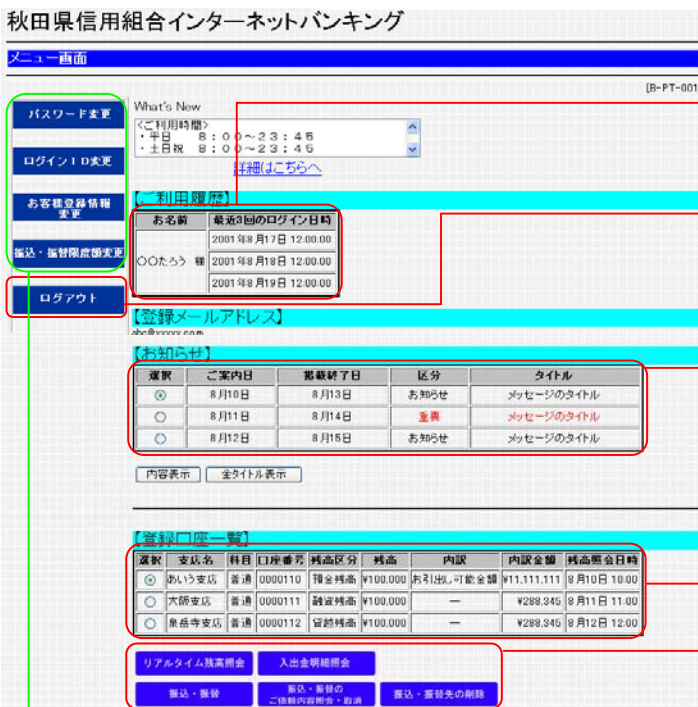 秋田県信用組合インターネットバンキング
メニュー画面
[B-PT-001
パスワード変更
ログインＩＤ変更
お客様登録情報
変更
振込・振替限度額変更
ログアウト
What's New
<ご利用時間>
・平日　８：００～２３：４５
・土日祝　８：００～２３：４５
詳細はこちらへ
【ご利用履歴】
お名前 最近3回のログイン日時
〇〇たろう 様
2001年8月17日 12:00:00
2001年8月18日 12:00:00
2001年8月19日 12:00:00
【登録メールアドレス】
abc@xxxxx.com
【お知らせ】
選択 ご案内日 掲載終了日 区分 タイトル
8月10日 8月13日 お知らせ メッセージのタイトル
8月11日 8月14日 重要 メッセージのタイトル
8月12日 8月15日 お知らせ メッセージのタイトル
内容表示 全タイトル表示
【登録口座一覧】
選択 支店名 科目 口座番号 残高区分 残高 内訳 内訳金額 残高照会日時
あいう支店 普通 0000110 預金残高 ¥100,000 お引出し可能金額 ¥11,111,111 8月10日 10:00
大阪支店 普通 0000111 融資残高 ¥100,000 ー ¥288,345 8月11日 11:00
泉岳寺支店 普通 0000112 貸越残高 ¥100,000 ー ¥288,345 8月12日 12:00
リアルタイム残高照会 入出金明細照会
振込・振替 振込・振替の
ご依頼内容照会・取消 振込・振替先の削除